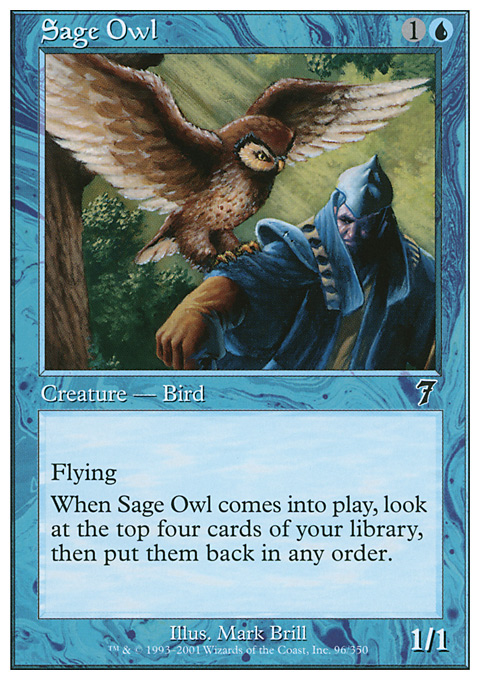 Sage Owl 1
Creature — Bird 7
Flying
When Sage Owl comes into play, look
at the top four cards of your library,
then put them back in any order.
Illus. Mark Brill
™ & © 1993-2001 Wizards of the Coast, Inc. 96/350
1/1